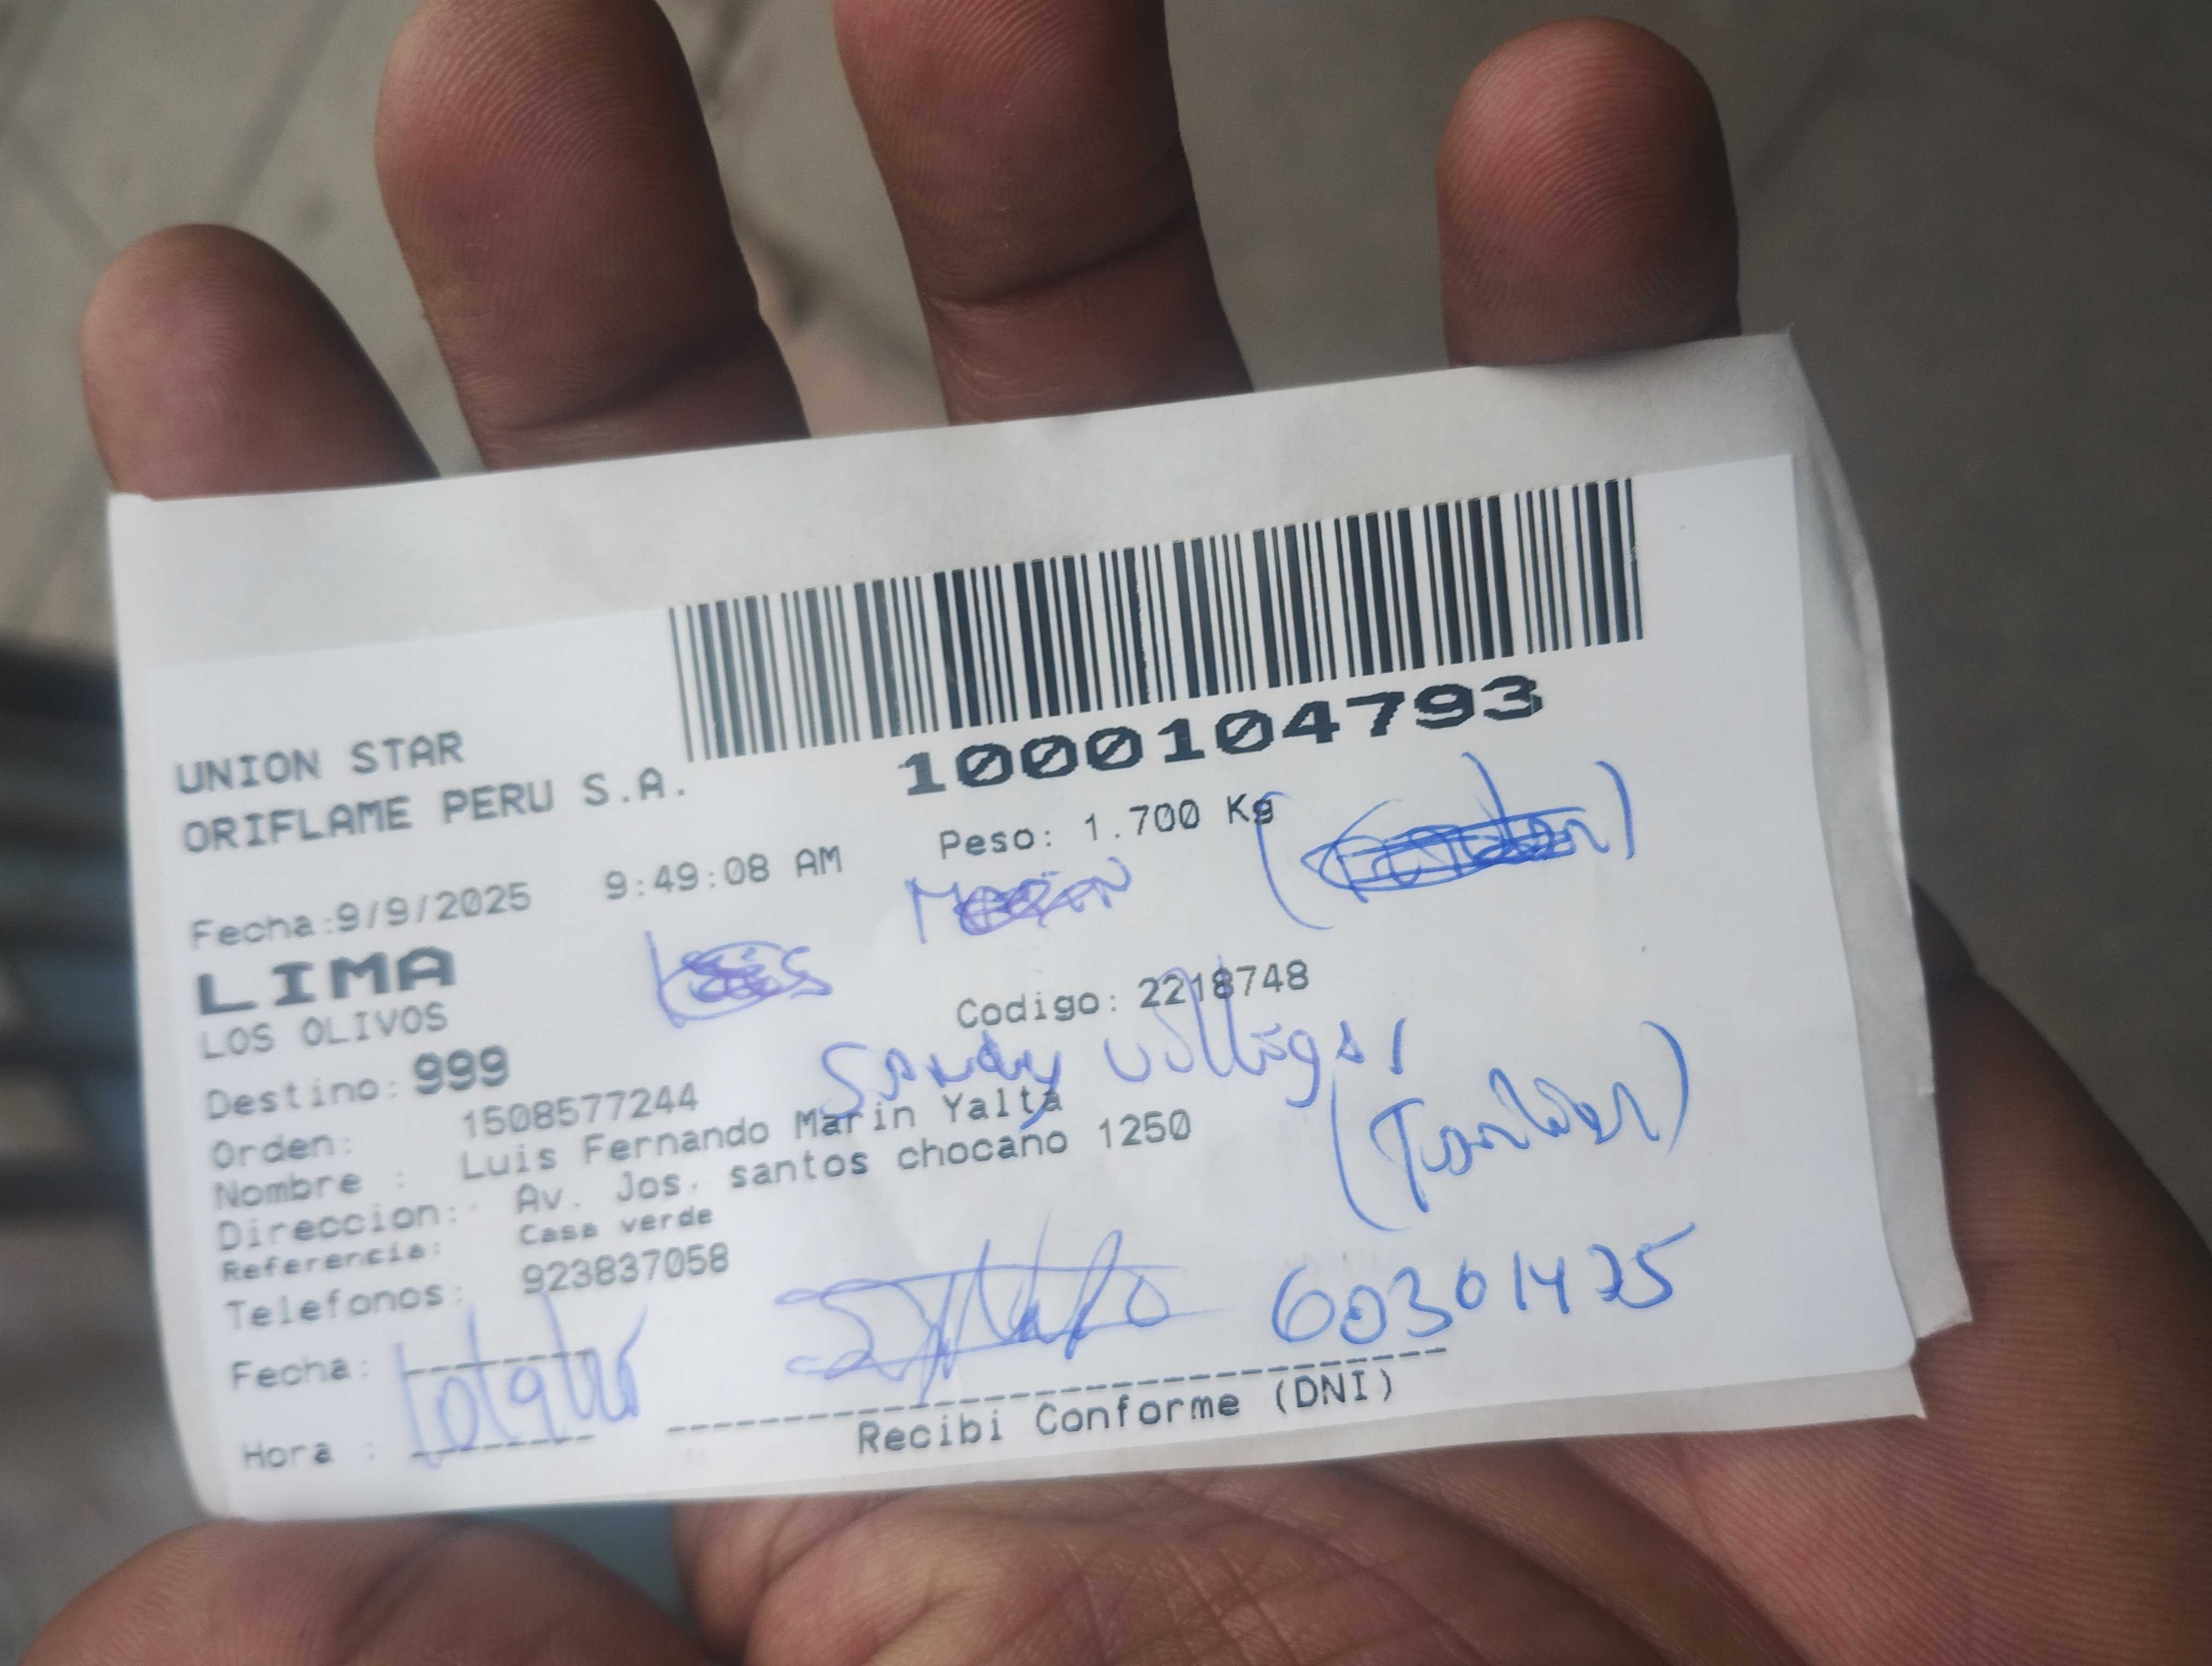 1000104793
UNION STAR
ORIFLAME PERU S.A.
Peso: 1.700 Kg
Fecha:9/9/2025 9:49:08 AM
LIMA
LOS OLIVOS
Codigo: 2218748
Destino: 999
Sandy
Orden: 1508577244
Nombre : Luis Fernando Marin Yalta
Direccion: Av. Jos. santos chocano 1250
Referencia: Casa verde
Telefonos: 923837058
Fecha:
Hora :
Recibi Conforme (DNI)